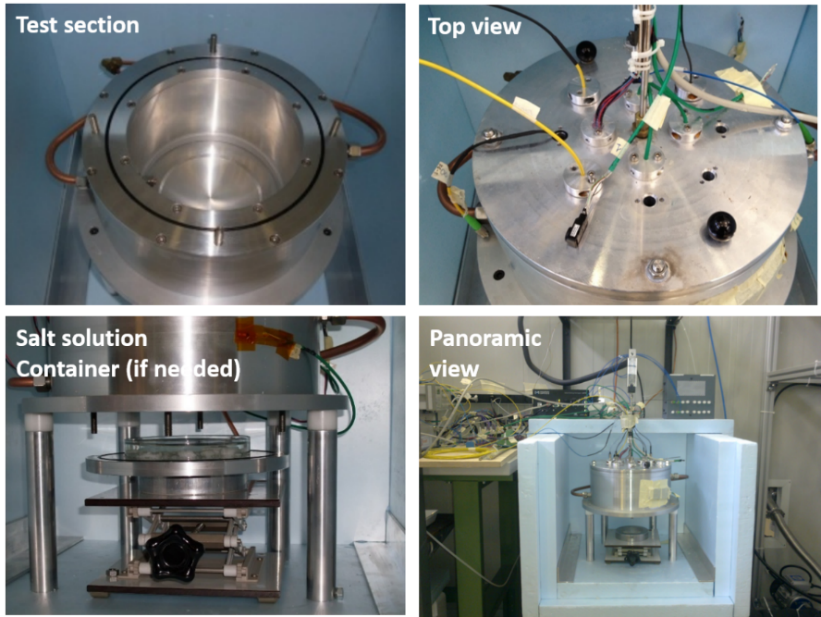 Test section
Top view
Salt solution
Container (if needed)
Panoramic
view